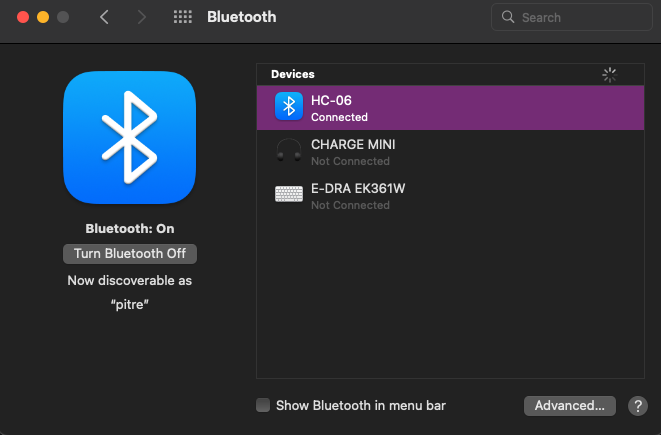 Bluetooth
Search
Devices
HC-06
Connected
CHARGE MINI
Not Connected
E-DRA EK361W
Not Connected
Bluetooth: On
Turn Bluetooth Off
Now discoverable as
“pitre”
Show Bluetooth in menu bar
Advanced...
?